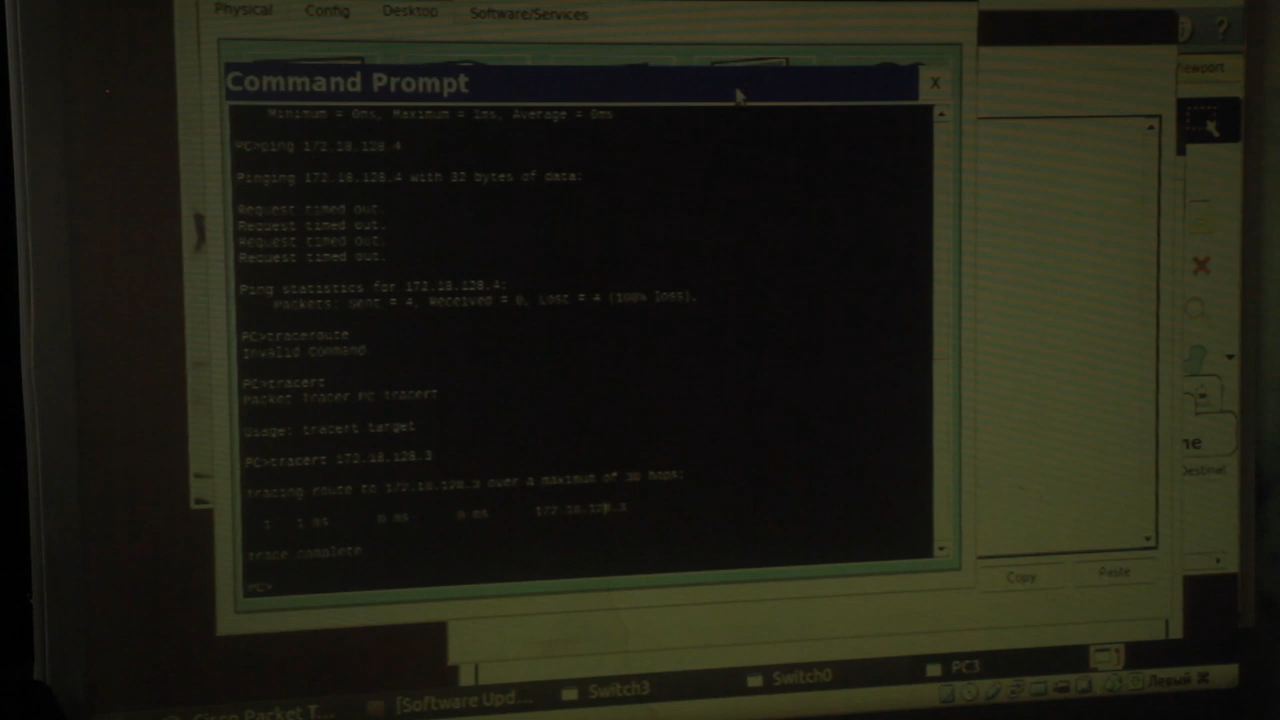 Physical Config Desktop Software/Services
?
Command Prompt X
Minimum = 0ms, Maximum = 1ms, Average = 0ms
PC>ping 172.18.128.4
Pinging 172.18.128.4 with 32 bytes of data:
Request timed out.
Request timed out.
Request timed out.
Request timed out.
Ping statistics for 172.18.128.4:
Packets: Sent = 4, Received = 0, Lost = 4 (100% loss),
PC>traceroute
Invalid Command.
PC>tracert
Packet Tracer PC tracert
Usage: tracert target
PC>tracert 172.18.128.3
Tracing route to 172.18.128.3 over a maximum of 30 hops:
1 1 ms 0 ms 0 ms 172.18.128.3
Trace complete.
PC>
Copy Paste
Cisco Packet T... [Software Upd... Switch3 Switch0 PC3
Левый Ж